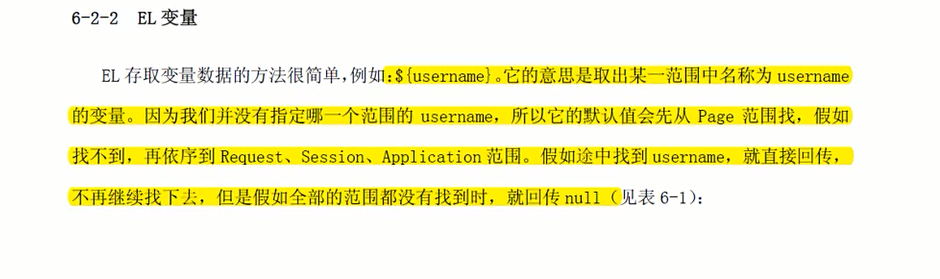 6-2-2 EL 变量
EL 存取变量数据的方法很简单,例如:${username}。它的意思是取出某一范围中名称为 username
的变量。因为我们并没有指定哪一个范围的 username，所以它的默认值会先从 Page 范围找，假如
找不到，再依序到 Request、Session、Application 范围。假如途中找到 username，就直接回传，
不再继续找下去，但是假如全部的范围都没有找到时，就回传 null（见表 6-1）：